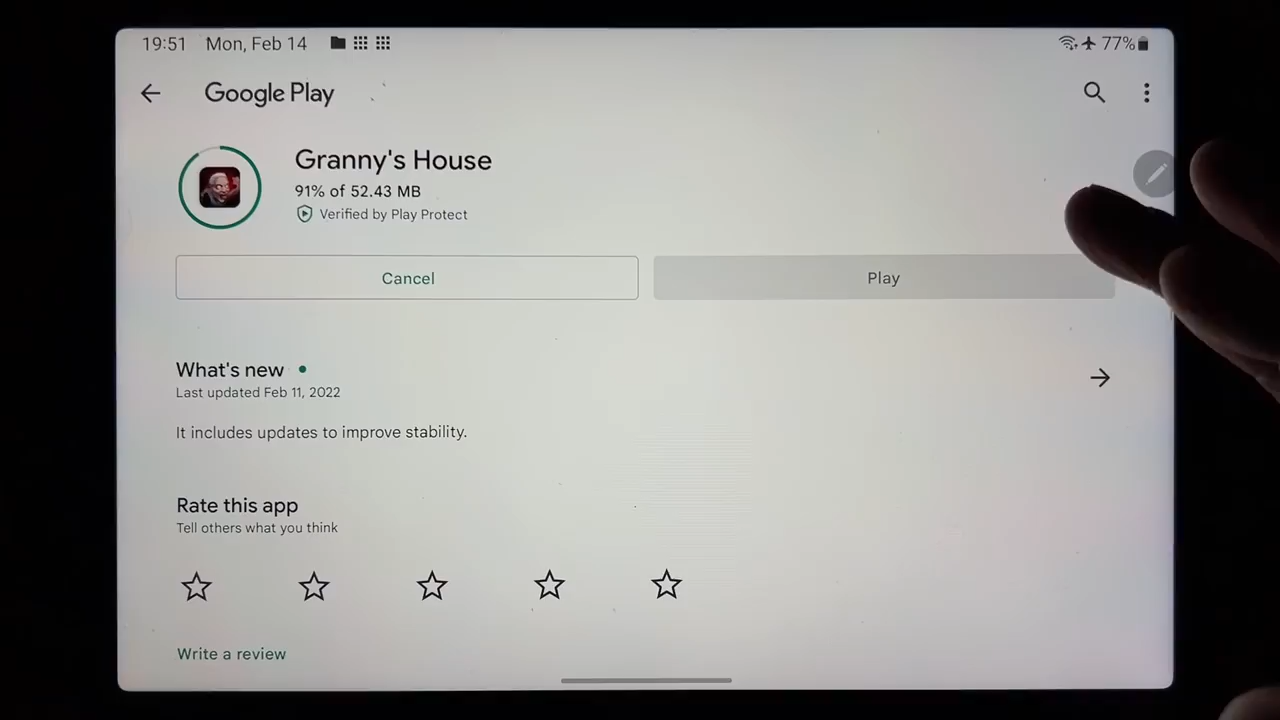 19:51 Mon, Feb 14 77%
Google Play
Granny's House
91% of 52.43 MB
Verified by Play Protect
Cancel
Play
What's new
Last updated Feb 11, 2022
It includes updates to improve stability.
Rate this app
Tell others what you think
Write a review